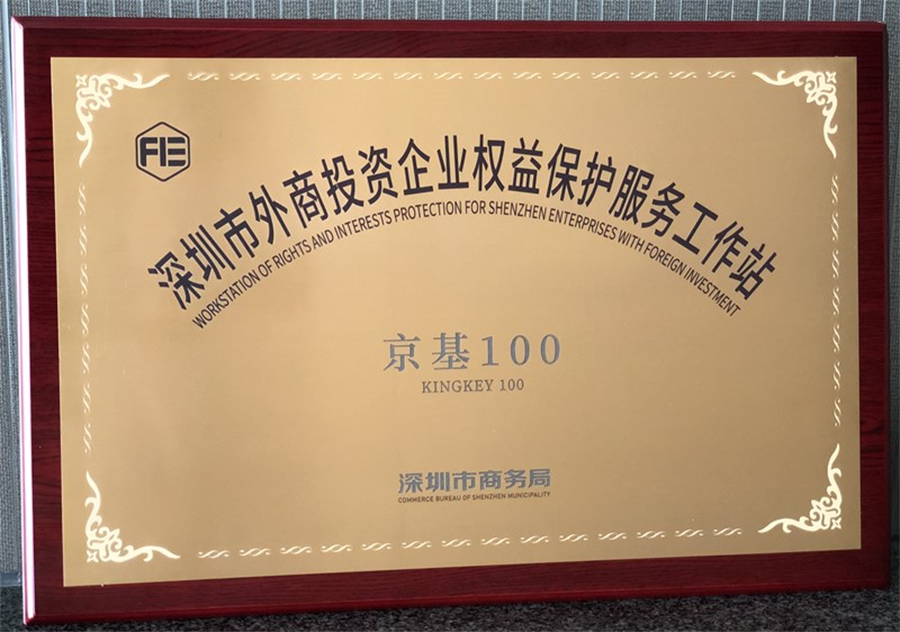 FIE
深圳市外商投资企业权益保护服务工作站
WORKSTATION OF RIGHTS AND INTERESTS PROTECTION FOR SHENZHEN ENTERPRISES WITH FOREIGN INVESTMENT
京基100
KINGKEY 100
深圳市商务局
COMMERCE BUREAU OF SHENZHEN MUNICIPALITY